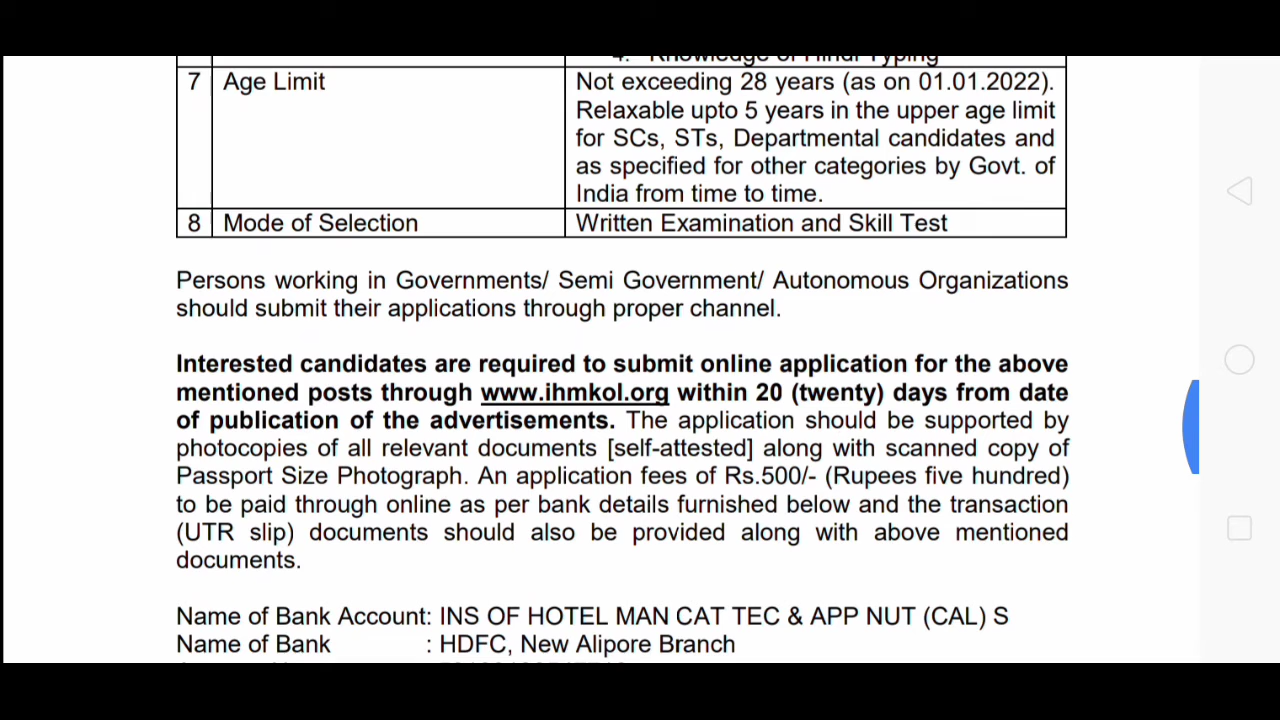 4. Knowledge of Hindi Typing
7 Age Limit Not exceeding 28 years (as on 01.01.2022).
Relaxable upto 5 years in the upper age limit
for SCs, STs, Departmental candidates and
as specified for other categories by Govt. of
India from time to time.
8 Mode of Selection Written Examination and Skill Test
Persons working in Governments/ Semi Government/ Autonomous Organizations
should submit their applications through proper channel.
Interested candidates are required to submit online application for the above
mentioned posts through www.ihmkol.org within 20 (twenty) days from date
of publication of the advertisements. The application should be supported by
photocopies of all relevant documents [self-attested] along with scanned copy of
Passport Size Photograph. An application fees of Rs.500/- (Rupees five hundred)
to be paid through online as per bank details furnished below and the transaction
(UTR slip) documents should also be provided along with above mentioned
documents.
Name of Bank Account: INS OF HOTEL MAN CAT TEC & APP NUT (CAL) S
Name of Bank : HDFC, New Alipore Branch